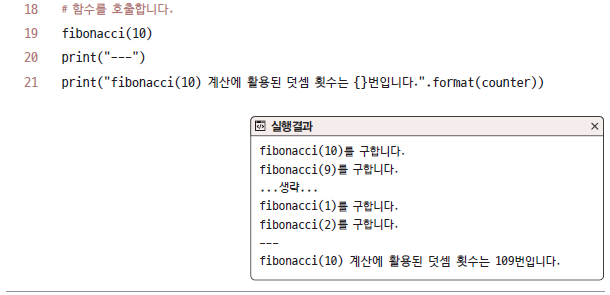 18 # 함수를 호출합니다.
19 fibonacci(10)
20 print("---")
21 print("fibonacci(10) 계산에 활용된 덧셈 횟수는 {}번입니다.".format(counter))
실행결과 ×
fibonacci(10)를 구합니다.
fibonacci(9)를 구합니다.
...생략...
fibonacci(1)를 구합니다.
fibonacci(2)를 구합니다.
---
fibonacci(10) 계산에 활용된 덧셈 횟수는 109번입니다.